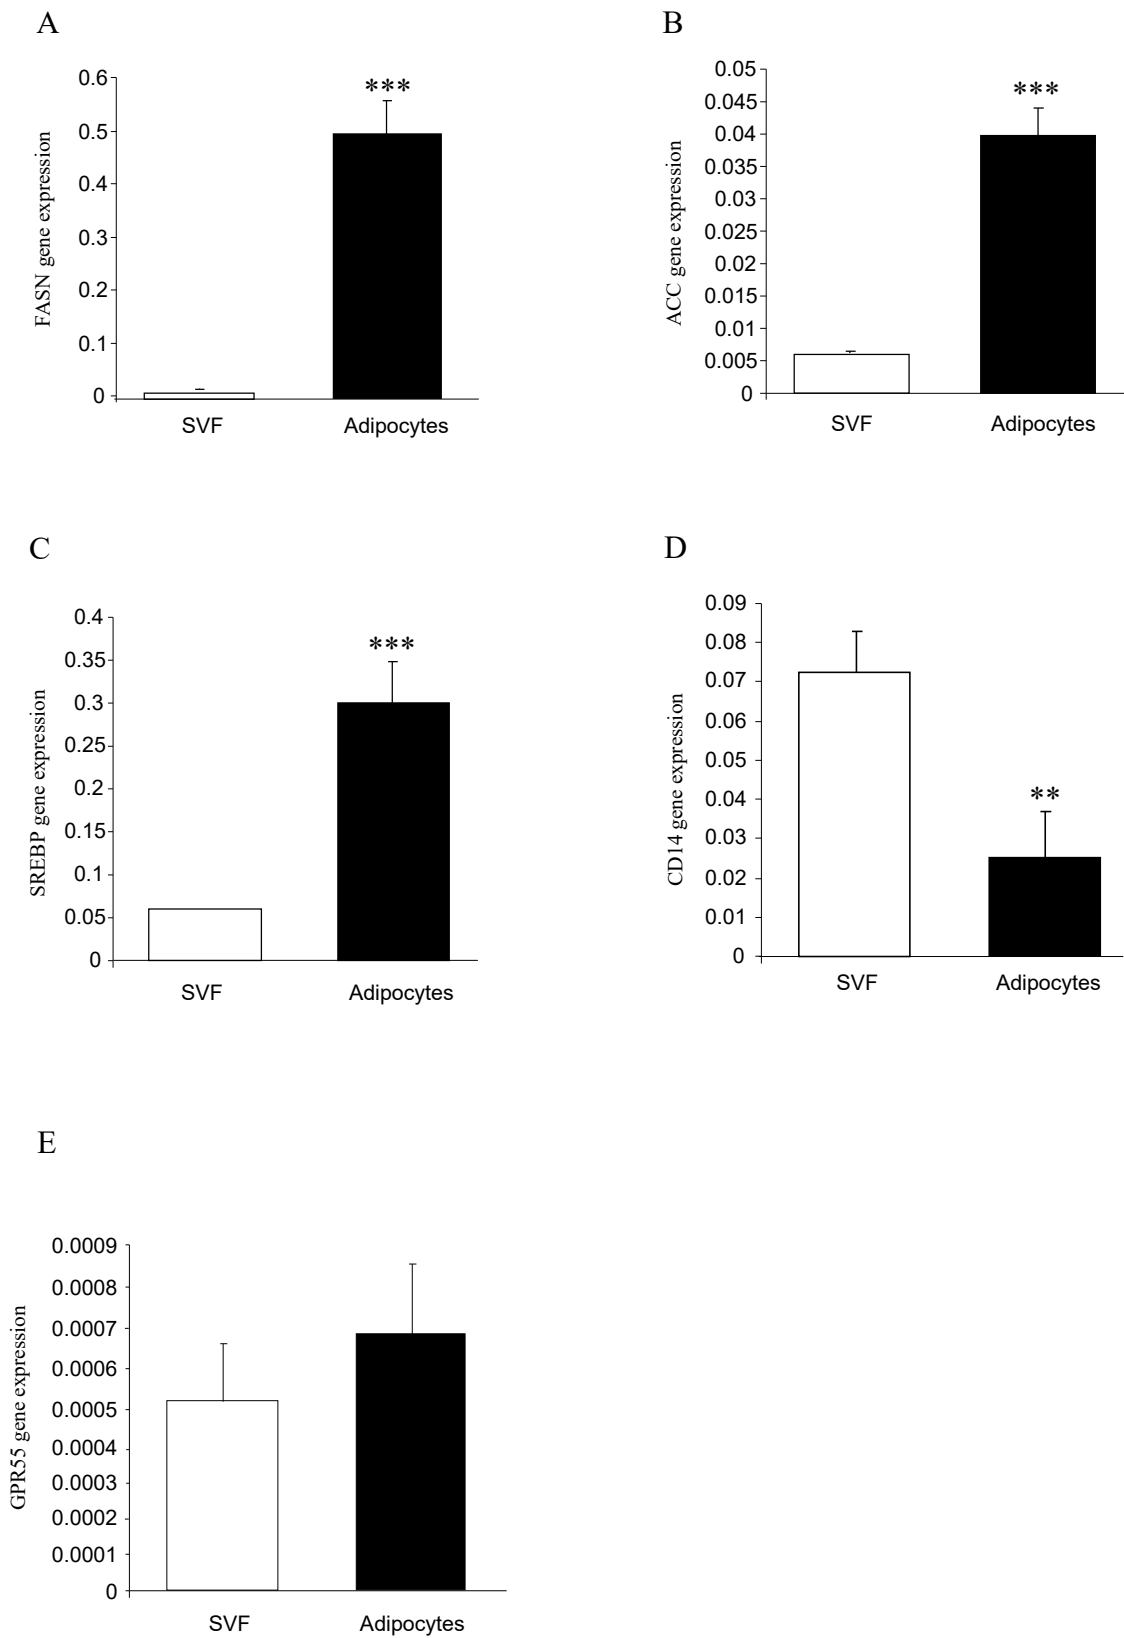 A
FASN gene expression
0.6
0.5
0.4
0.3
0.2
0.1
0
***
SVF
Adipocytes
B
ACC gene expression
0.05
0.045
0.04
0.035
0.03
0.025
0.02
0.015
0.01
0.005
0
***
SVF
Adipocytes
C
SREBP gene expression
0.4
0.35
0.3
0.25
0.2
0.15
0.1
0.05
0
***
SVF
Adipocytes
D
CD14 gene expression
0.09
0.08
0.07
0.06
0.05
0.04
0.03
0.02
0.01
0
**
SVF
Adipocytes
E
GPR55 gene expression
0.0009
0.0008
0.0007
0.0006
0.0005
0.0004
0.0003
0.0002
0.0001
0
SVF
Adipocytes